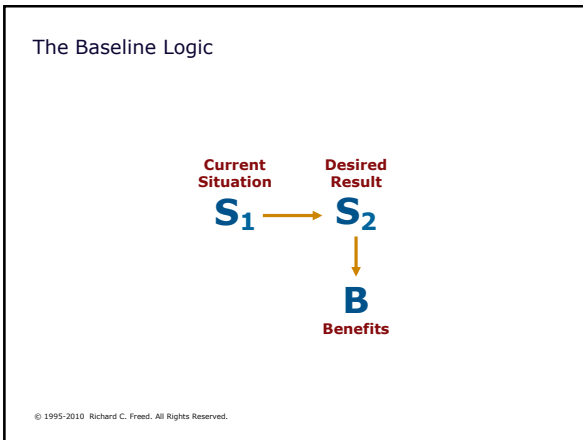 The Baseline Logic
Current Situation
Desired Result
S₁
S₂
B
Benefits
© 1995-2010 Richard C. Freed. All Rights Reserved.